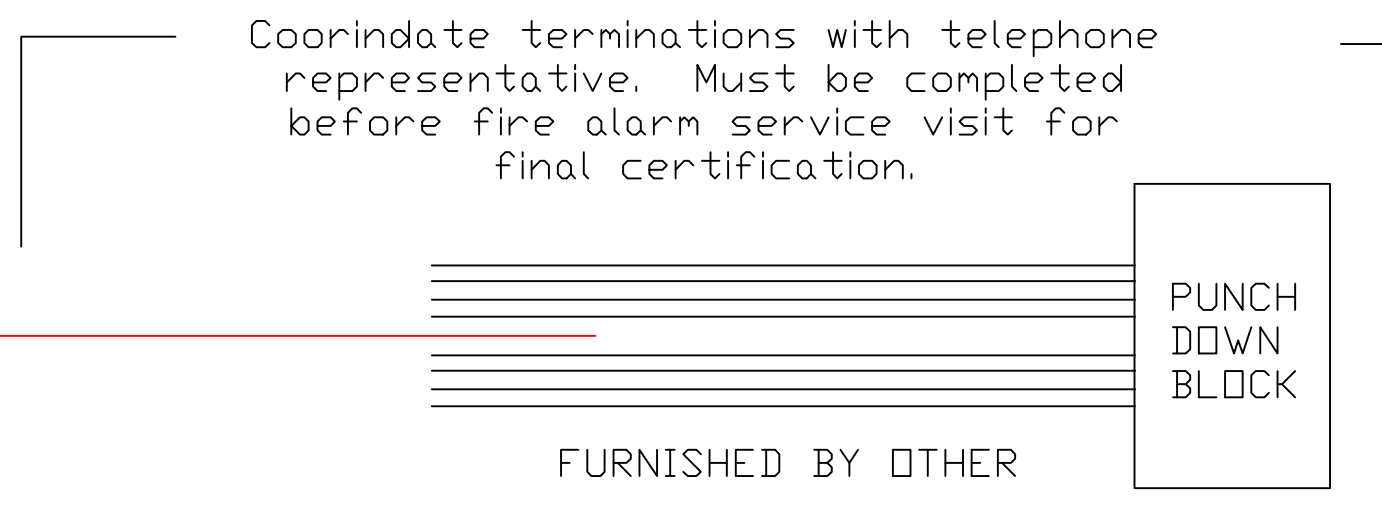 Coorindate terminations with telephone
representative. Must be completed
before fire alarm service visit for
final certification.
PUNCH
DOWN
BLOCK
FURNISHED BY OTHER